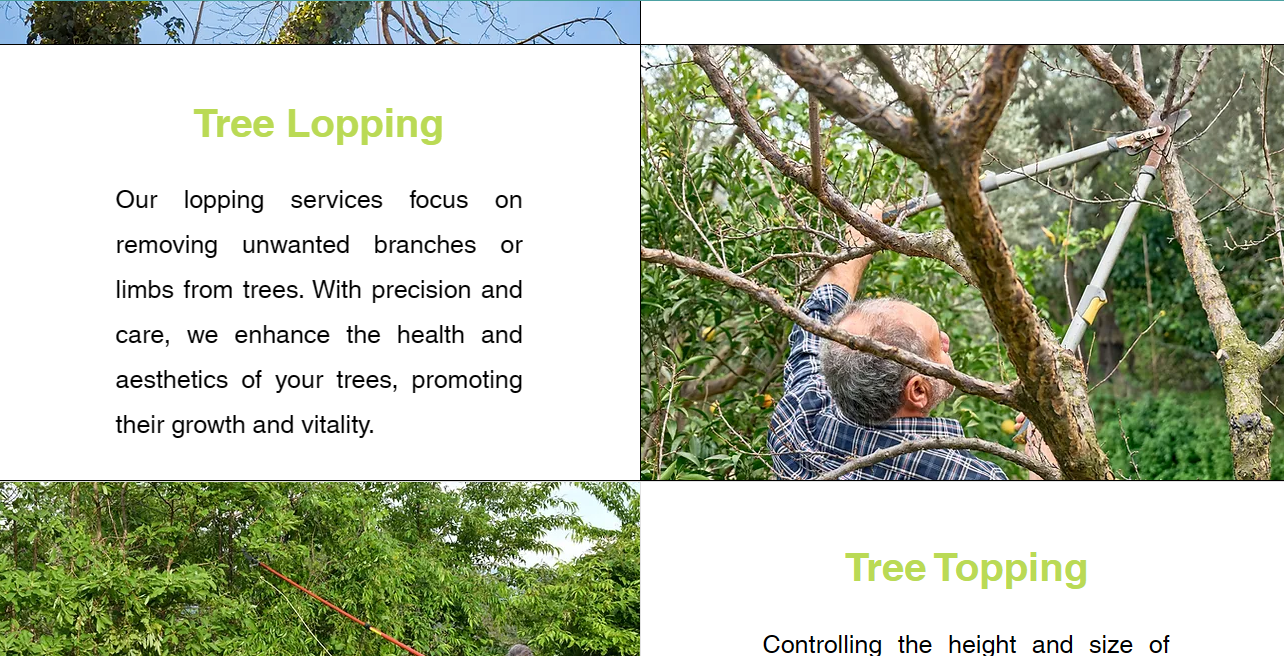 Tree Lopping
Our lopping services focus on
removing unwanted branches or
limbs from trees. With precision and
care, we enhance the health and
aesthetics of your trees, promoting
their growth and vitality.
Tree Topping
Controlling the height and size of